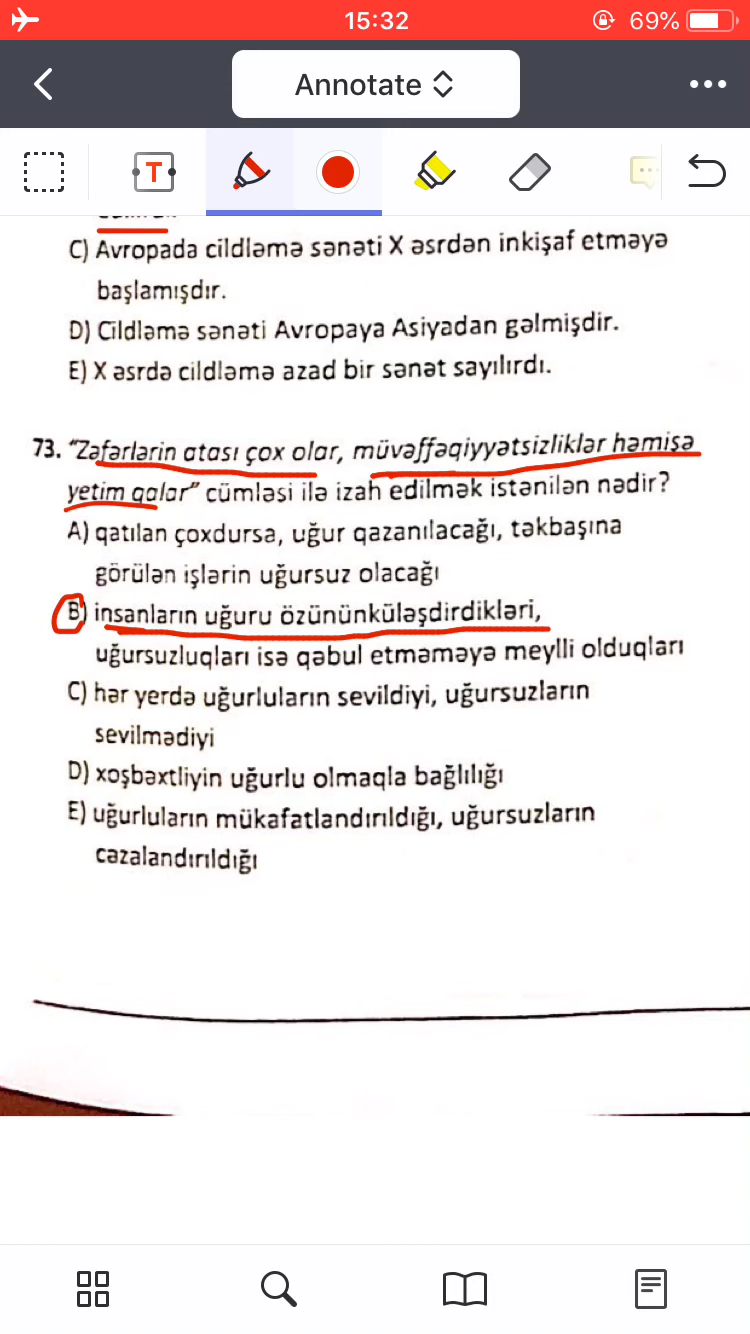 15:32
69%
Annotate
T
C) Avropada cildləmə sənəti X əsrdən inkişaf etməyə
başlamışdır.
D) Cildləmə sənəti Avropaya Asiyadan gəlmişdir.
E) X əsrdə cildləmə azad bir sənət sayılırdı.
73. “Zəfərlərin atası çox olar, müvəffəqiyyətsizliklər həmişə
yetim qalar” cümləsi ilə izah edilmək istənilən nədir?
A) qatılan çoxdursa, uğur qazanılacağı, təkbaşına
görülən işlərin uğursuz olacağı
B) insanların uğuru özününküləşdirdikləri,
uğursuzluqları isə qəbul etməməyə meylli olduqları
C) hər yerdə uğurluların sevildiyi, uğursuzların
sevilmədiyi
D) xoşbəxtliyin uğurlu olmaqla bağlılığı
E) uğurluların mükafatlandırıldığı, uğursuzların
cəzalandırıldığı